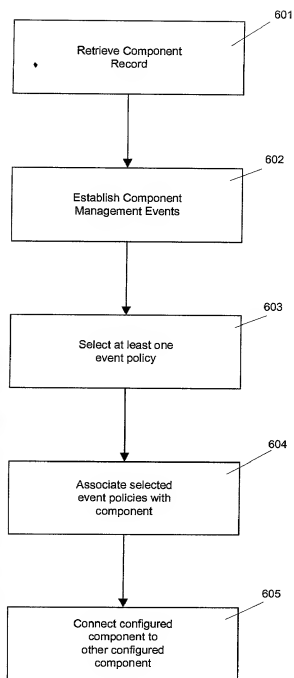 601
Retrieve Component
Record
602
Establish Component
Management Events
603
Select at least one
event policy
604
Associate selected
event policies with
component
605
Connect configured
component to
other configured
component